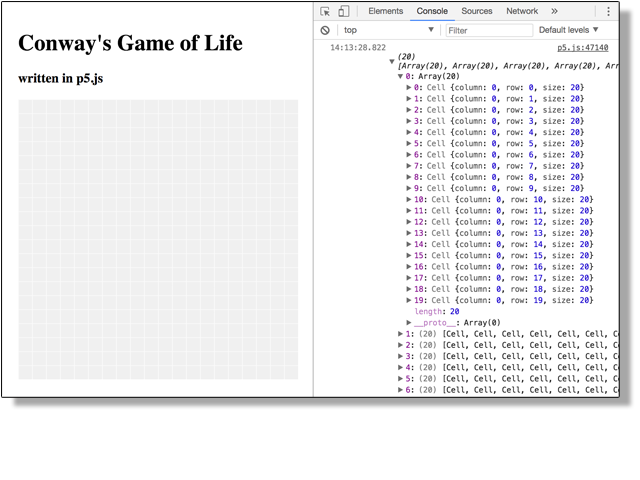 Conway's Game of Life
written in p5.js
Elements Console Sources Network »
top Filter Default levels
14:13:28.822 p5.js:47140
(20)
[Array(20), Array(20), Array(20), Array(20), Arr
0: Array(20)
0: Cell {column: 0, row: 0, size: 20}
1: Cell {column: 0, row: 1, size: 20}
2: Cell {column: 0, row: 2, size: 20}
3: Cell {column: 0, row: 3, size: 20}
4: Cell {column: 0, row: 4, size: 20}
5: Cell {column: 0, row: 5, size: 20}
6: Cell {column: 0, row: 6, size: 20}
7: Cell {column: 0, row: 7, size: 20}
8: Cell {column: 0, row: 8, size: 20}
9: Cell {column: 0, row: 9, size: 20}
10: Cell {column: 0, row: 10, size: 20}
11: Cell {column: 0, row: 11, size: 20}
12: Cell {column: 0, row: 12, size: 20}
13: Cell {column: 0, row: 13, size: 20}
14: Cell {column: 0, row: 14, size: 20}
15: Cell {column: 0, row: 15, size: 20}
16: Cell {column: 0, row: 16, size: 20}
17: Cell {column: 0, row: 17, size: 20}
18: Cell {column: 0, row: 18, size: 20}
19: Cell {column: 0, row: 19, size: 20}
length: 20
__proto__: Array(0)
1: (20) [Cell, Cell, Cell, Cell, Cell, Cell, C
2: (20) [Cell, Cell, Cell, Cell, Cell, Cell, C
3: (20) [Cell, Cell, Cell, Cell, Cell, Cell, C
4: (20) [Cell, Cell, Cell, Cell, Cell, Cell, C
5: (20) [Cell, Cell, Cell, Cell, Cell, Cell, C
6: (20) [Cell, Cell, Cell, Cell, Cell, Cell, C